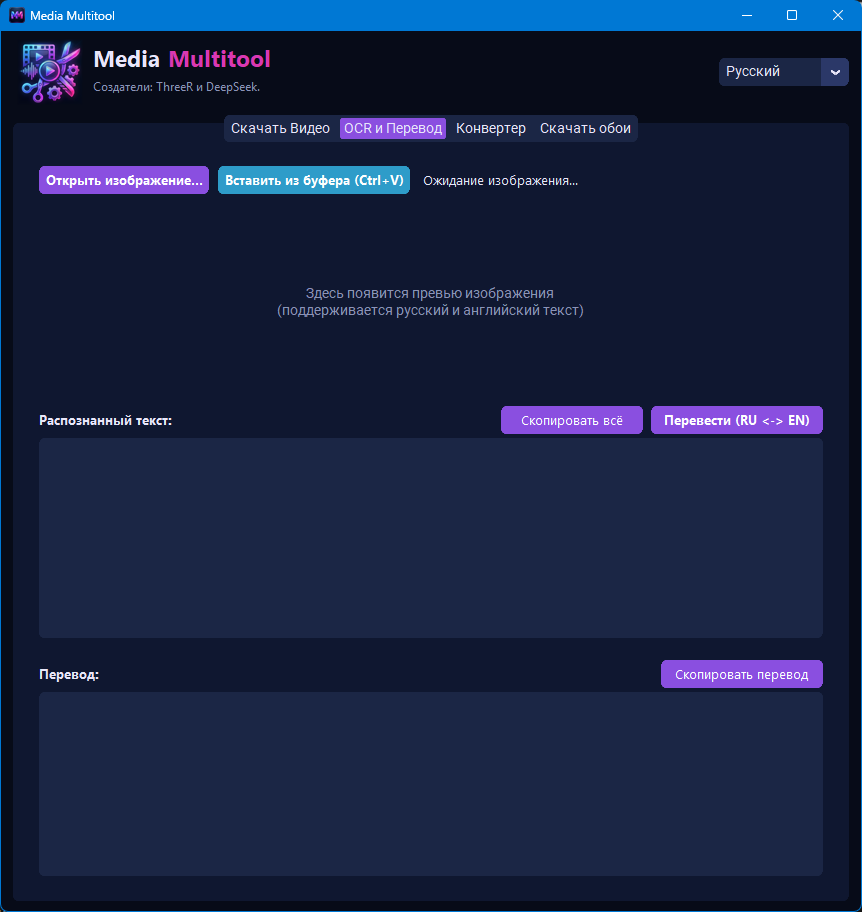 Media Multitool
Media Multitool
Создатели: ThreeR и DeepSeek.
Русский
Скачать Видео OCR и Перевод Конвертер Скачать обои
Открыть изображение... Вставить из буфера (Ctrl+V) Ожидание изображения...
Здесь появится превью изображения
(поддерживается русский и английский текст)
Распознанный текст: Скопировать всё Перевести (RU <-> EN)
Перевод: Скопировать перевод